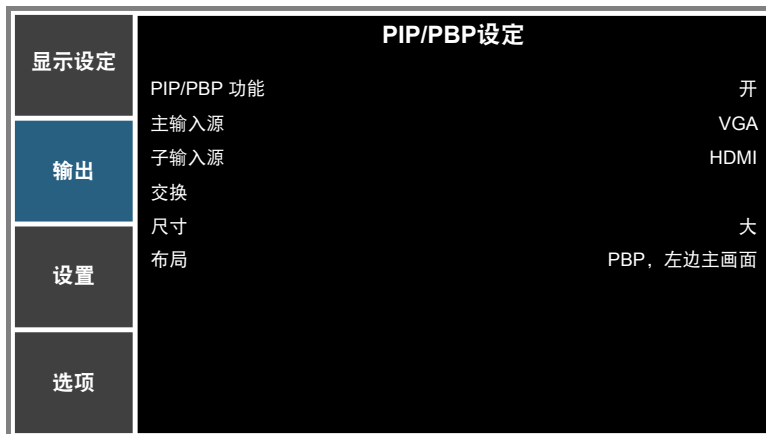 PIP/PBP设定
显示设定
输出
设置
选项
PIP/PBP 功能 开
主输入源 VGA
子输入源 HDMI
交换
尺寸 大
布局 PBP，左边主画面